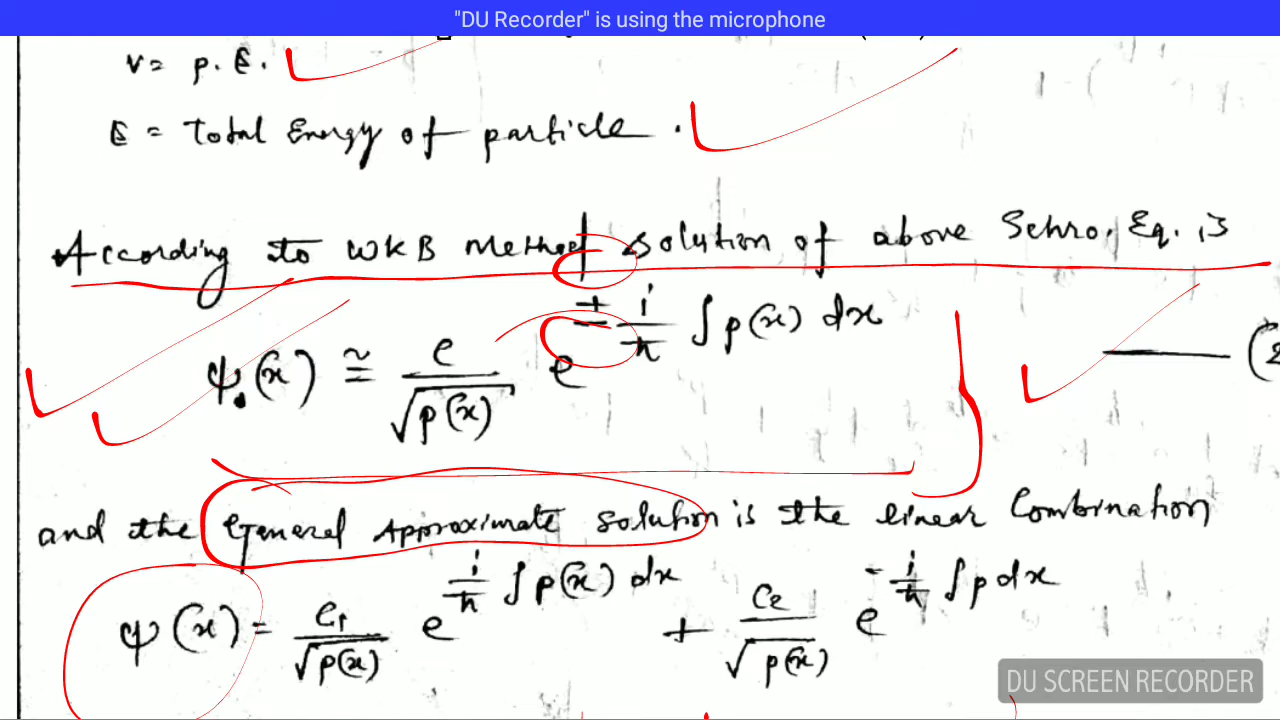 "DU Recorder" is using the microphone
V = P. E.
E = Total Energy of particle .
According to WKB Method solution of above Schro. Eq. is
ψ(x) ≅ c/√p(x) e^(± i/ħ ∫ p(x) dx) —— (2
and the General Approximate solution is the linear Combination
ψ(x) = C₁/√p(x) e^(i/ħ ∫ p(x) dx) + C₂/√p(x) e^(- i/ħ ∫ p dx)
DU SCREEN RECORDER